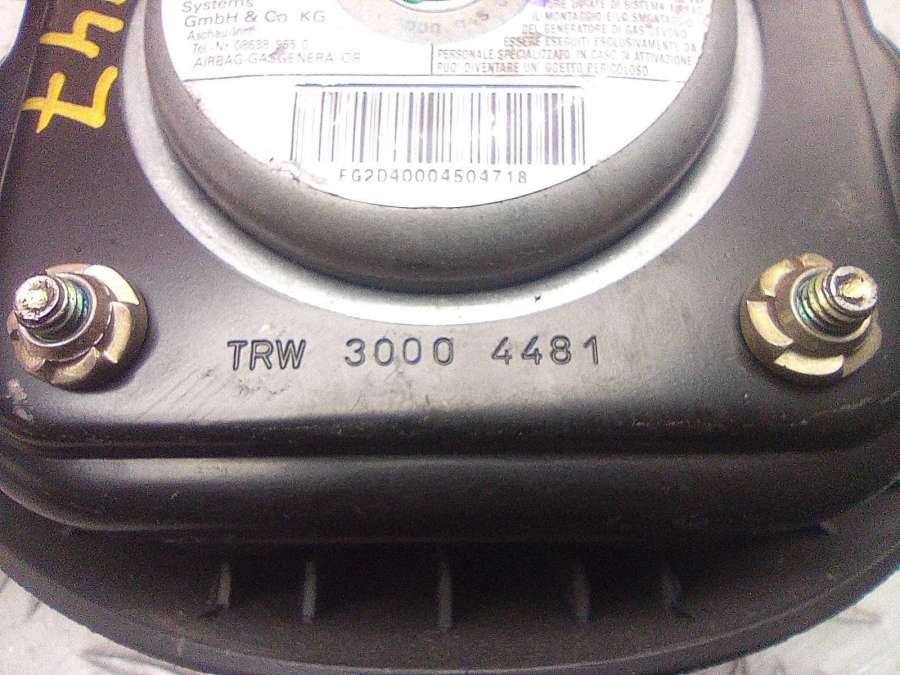 Systems
GmbH & Co KG
Aschau/Inn
AIRBAG-GASGENERATOR
IL MONTAGGIO E LO SMONTAGGIO
DEL GENERATORE DI GAS DEVONO
ESSERE ESEGUITI ESCLUSIVAMENTE DA
PERSONALE SPECIALIZZATO IN CASO DI ATTIVAZIONE
PUO' DIVENTARE UN OGETTO PERICOLOSO
FG2D40004504718
TRW 3000 4481